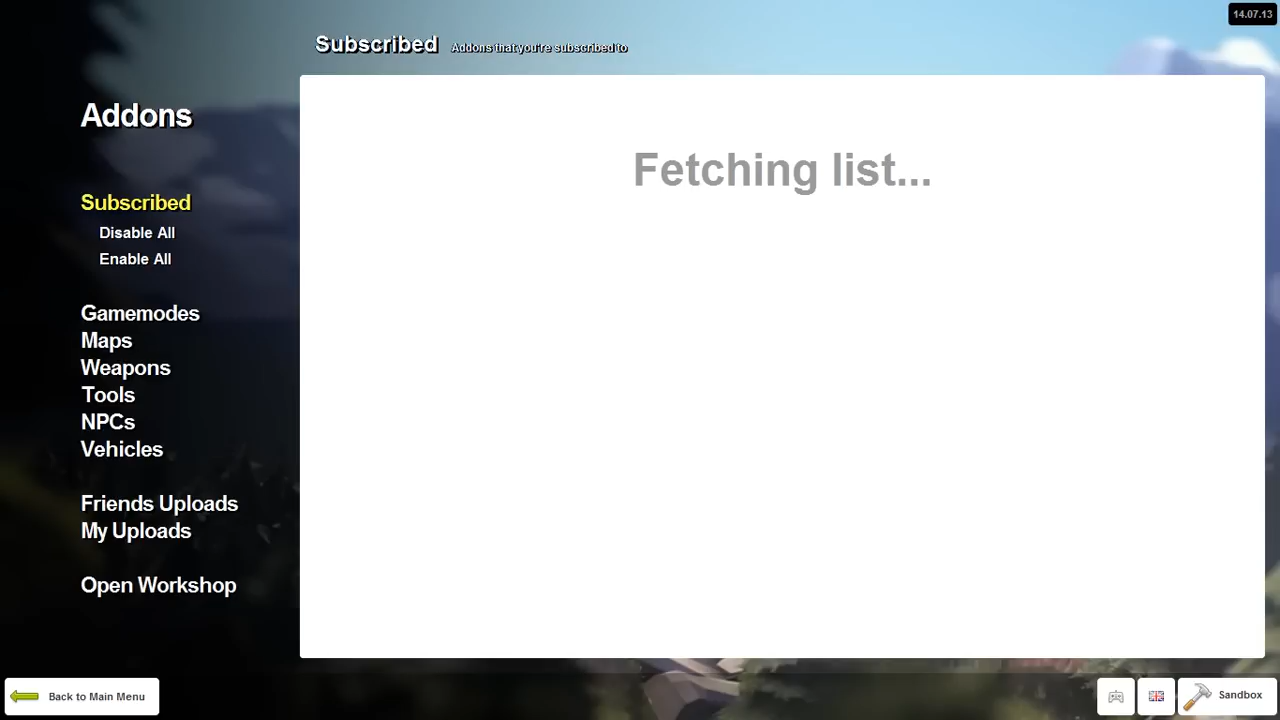 14.07.13
Subscribed Addons that you're subscribed to
Addons
Fetching list...
Subscribed
Disable All
Enable All
Gamemodes
Maps
Weapons
Tools
NPCs
Vehicles
Friends Uploads
My Uploads
Open Workshop
Back to Main Menu
Sandbox